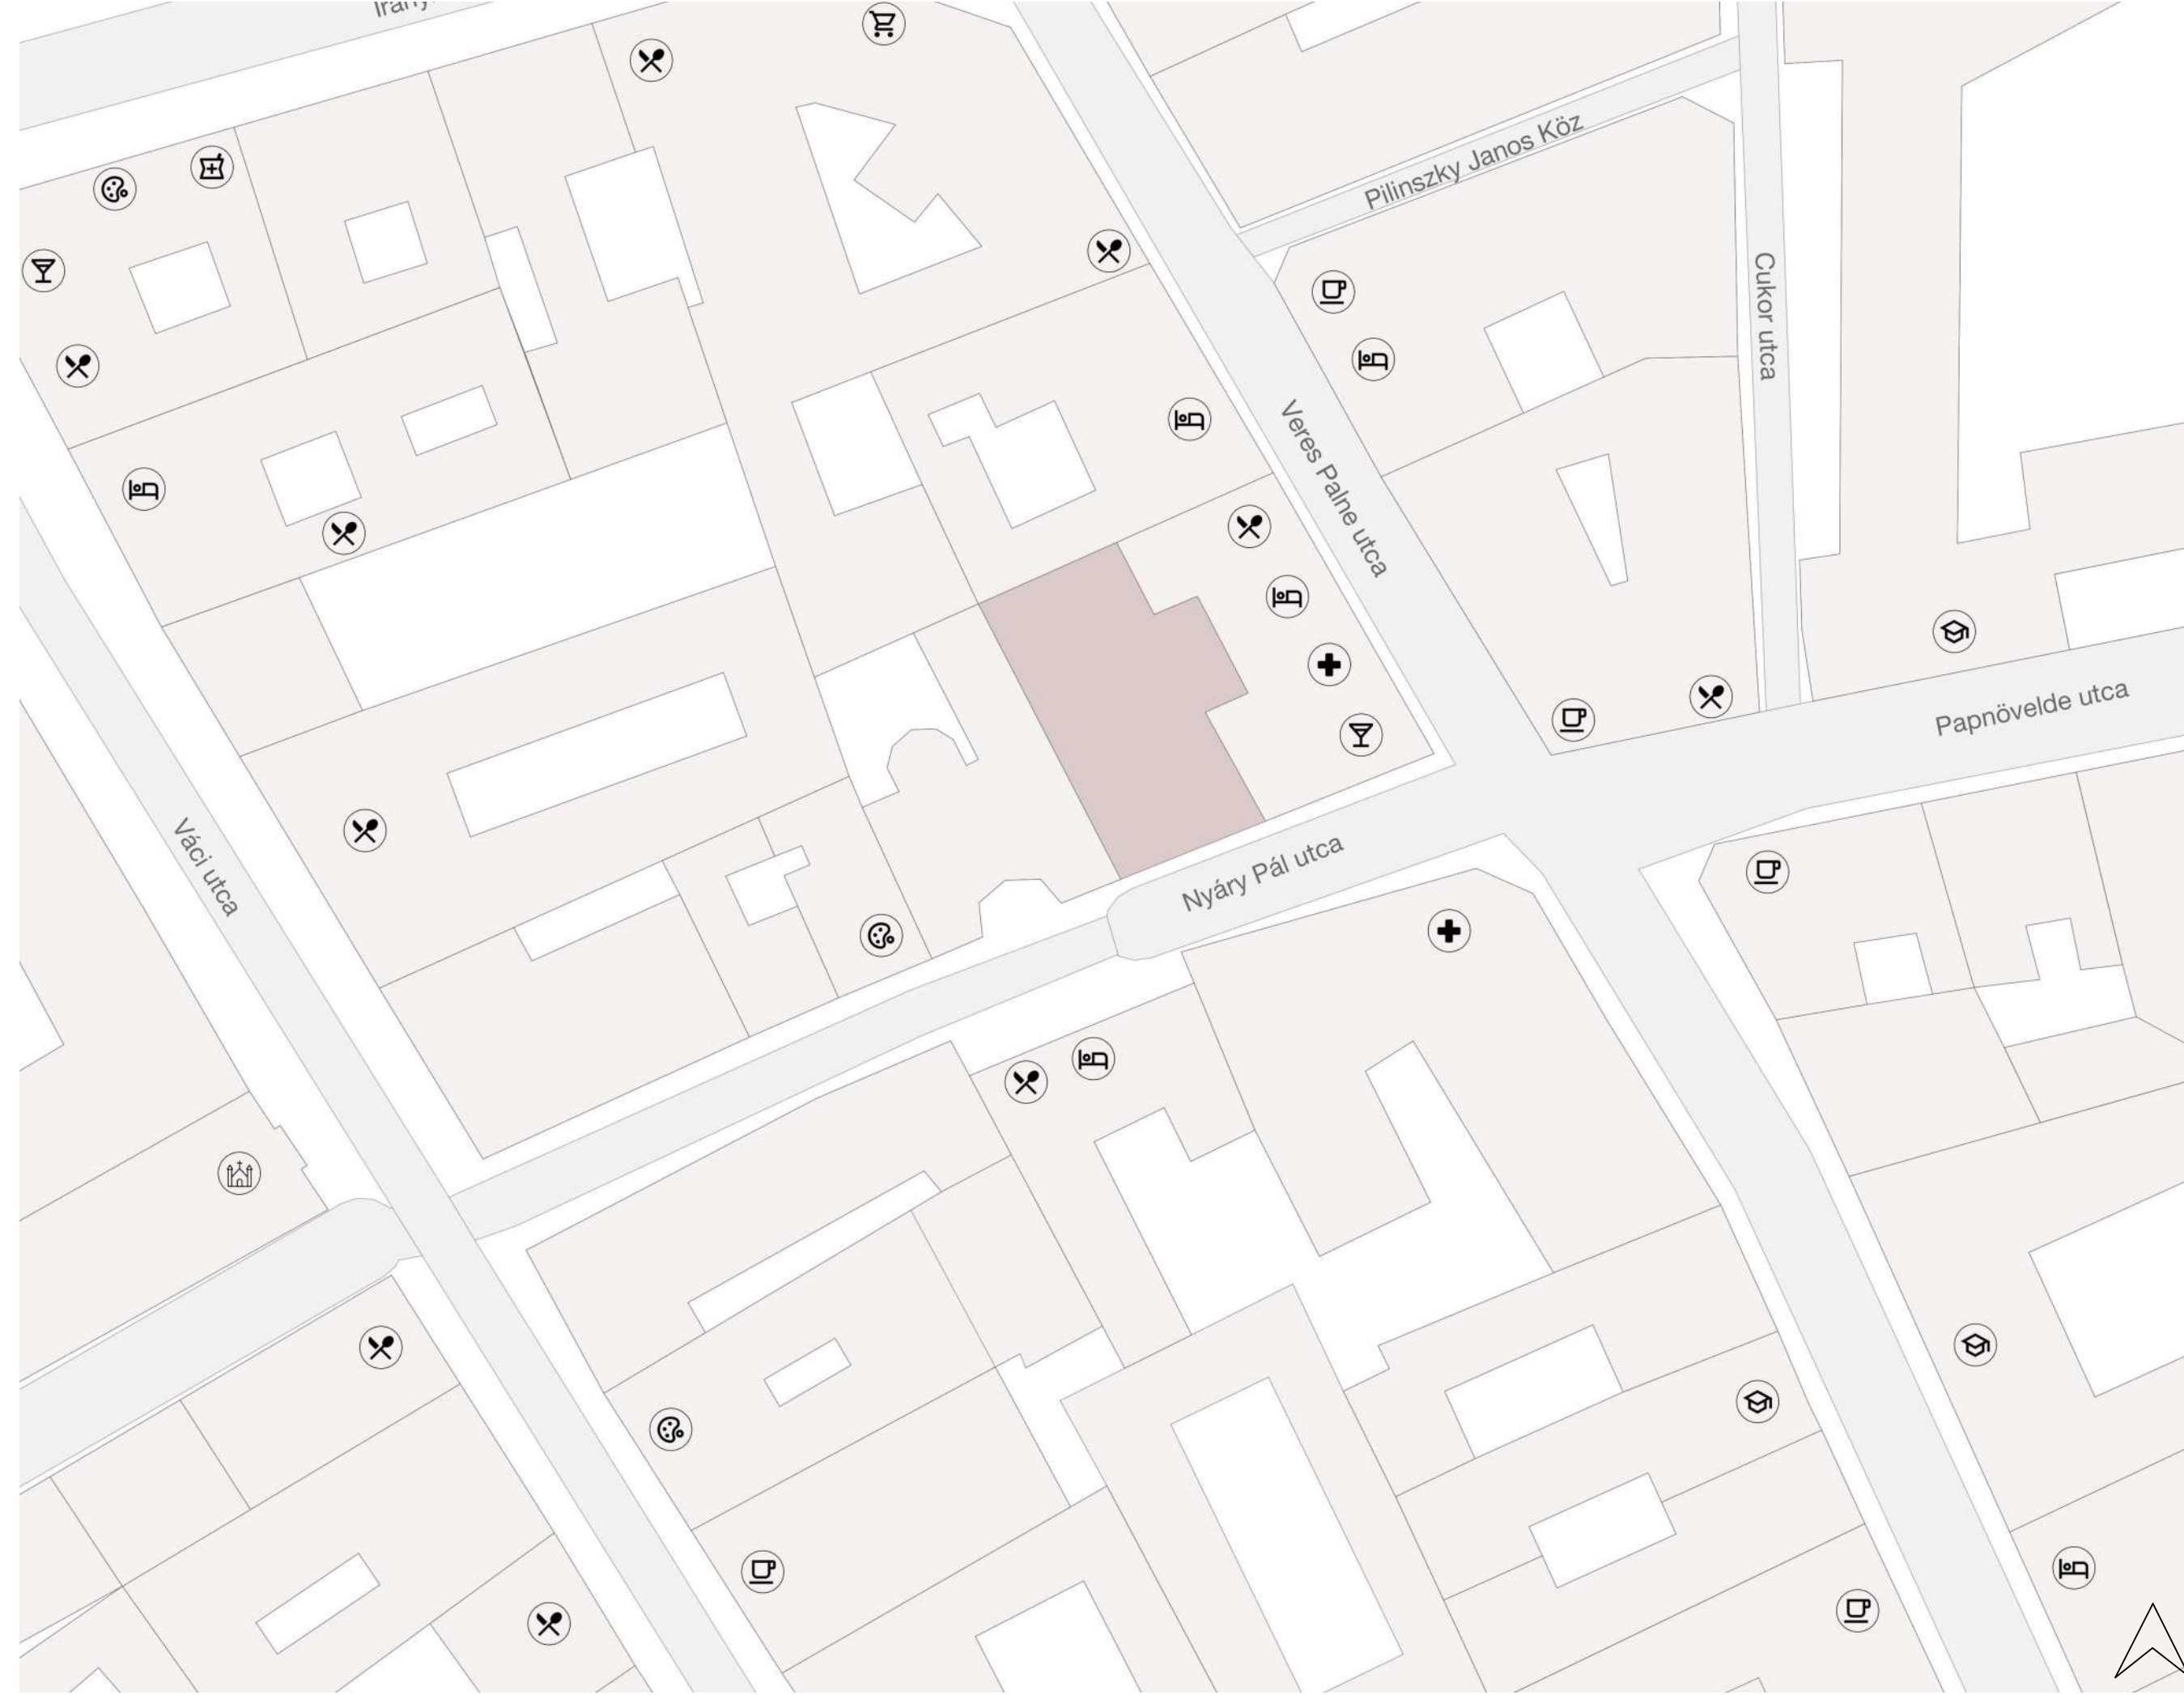 Pilinszky Janos Köz
Cukor utca
Veres Palne utca
Papnövelde utca
Nyáry Pál utca
Váci utca